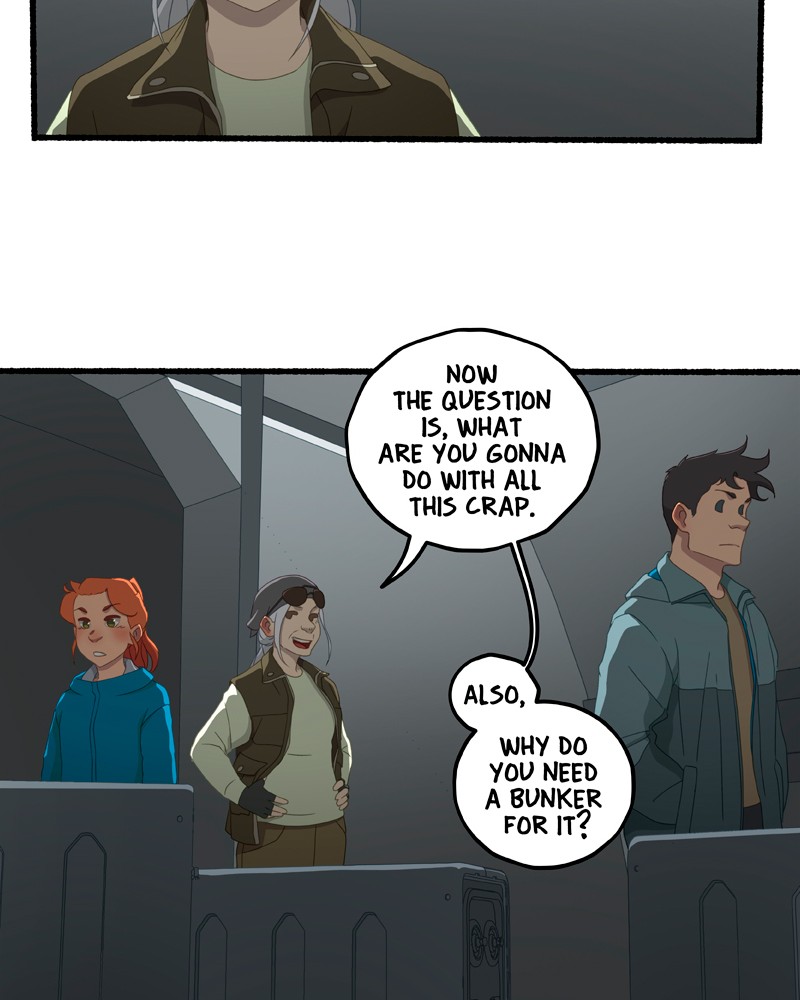 NOW
THE QUESTION
IS, WHAT
ARE YOU GONNA
DO WITH ALL
THIS CRAP.
ALSO,
WHY DO
YOU NEED
A BUNKER
FOR IT?